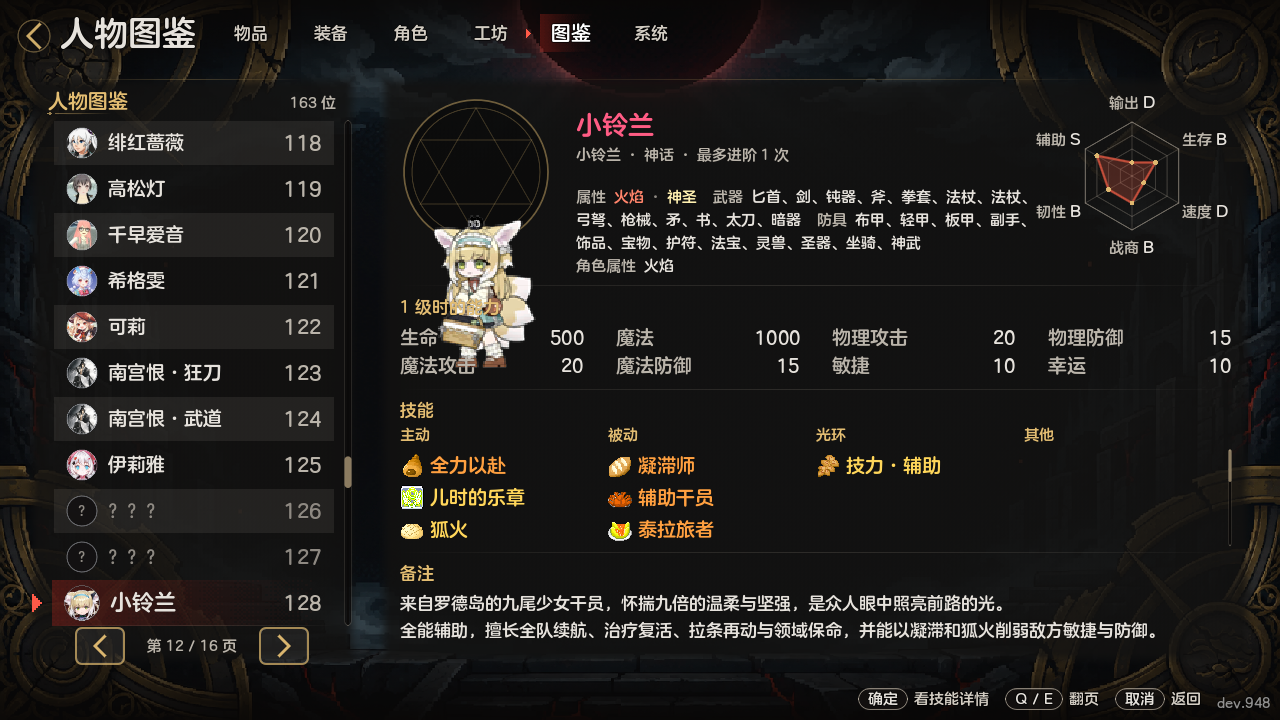 人物图鉴 物品 装备 角色 工坊 图鉴 系统
人物图鉴 163 位
绯红蔷薇 118
高松灯 119
千早爱音 120
希格雯 121
可莉 122
南宫恨・狂刀 123
南宫恨・武道 124
伊莉雅 125
? ? ? ? 126
? ? ? ? 127
小铃兰 128
第 12 / 16 页
小铃兰
小铃兰 · 神话 · 最多进阶 1 次
属性 火焰 · 神圣 武器 匕首、剑、钝器、斧、拳套、法杖、法杖、
弓弩、枪械、矛、书、太刀、暗器 防具 布甲、轻甲、板甲、副手、
饰品、宝物、护符、法宝、灵兽、圣器、坐骑、神武
角色属性 火焰
输出 D
辅助 S
生存 B
韧性 B
速度 D
战商 B
1 级时的
生命 500 魔法 1000 物理攻击 20 物理防御 15
魔法攻击 20 魔法防御 15 敏捷 10 幸运 10
技能
主动 被动 光环 其他
全力以赴 凝滞师 技力・辅助
儿时的乐章 辅助干员
狐火 泰拉旅者
备注
来自罗德岛的九尾少女干员，怀揣九倍的温柔与坚强，是众人眼中照亮前路的光。
全能辅助，擅长全队续航、治疗复活、拉条再动与领域保命，并能以凝滞和狐火削弱敌方敏捷与防御。
确定 看技能详情 Q / E 翻页 取消 返回 dev.948